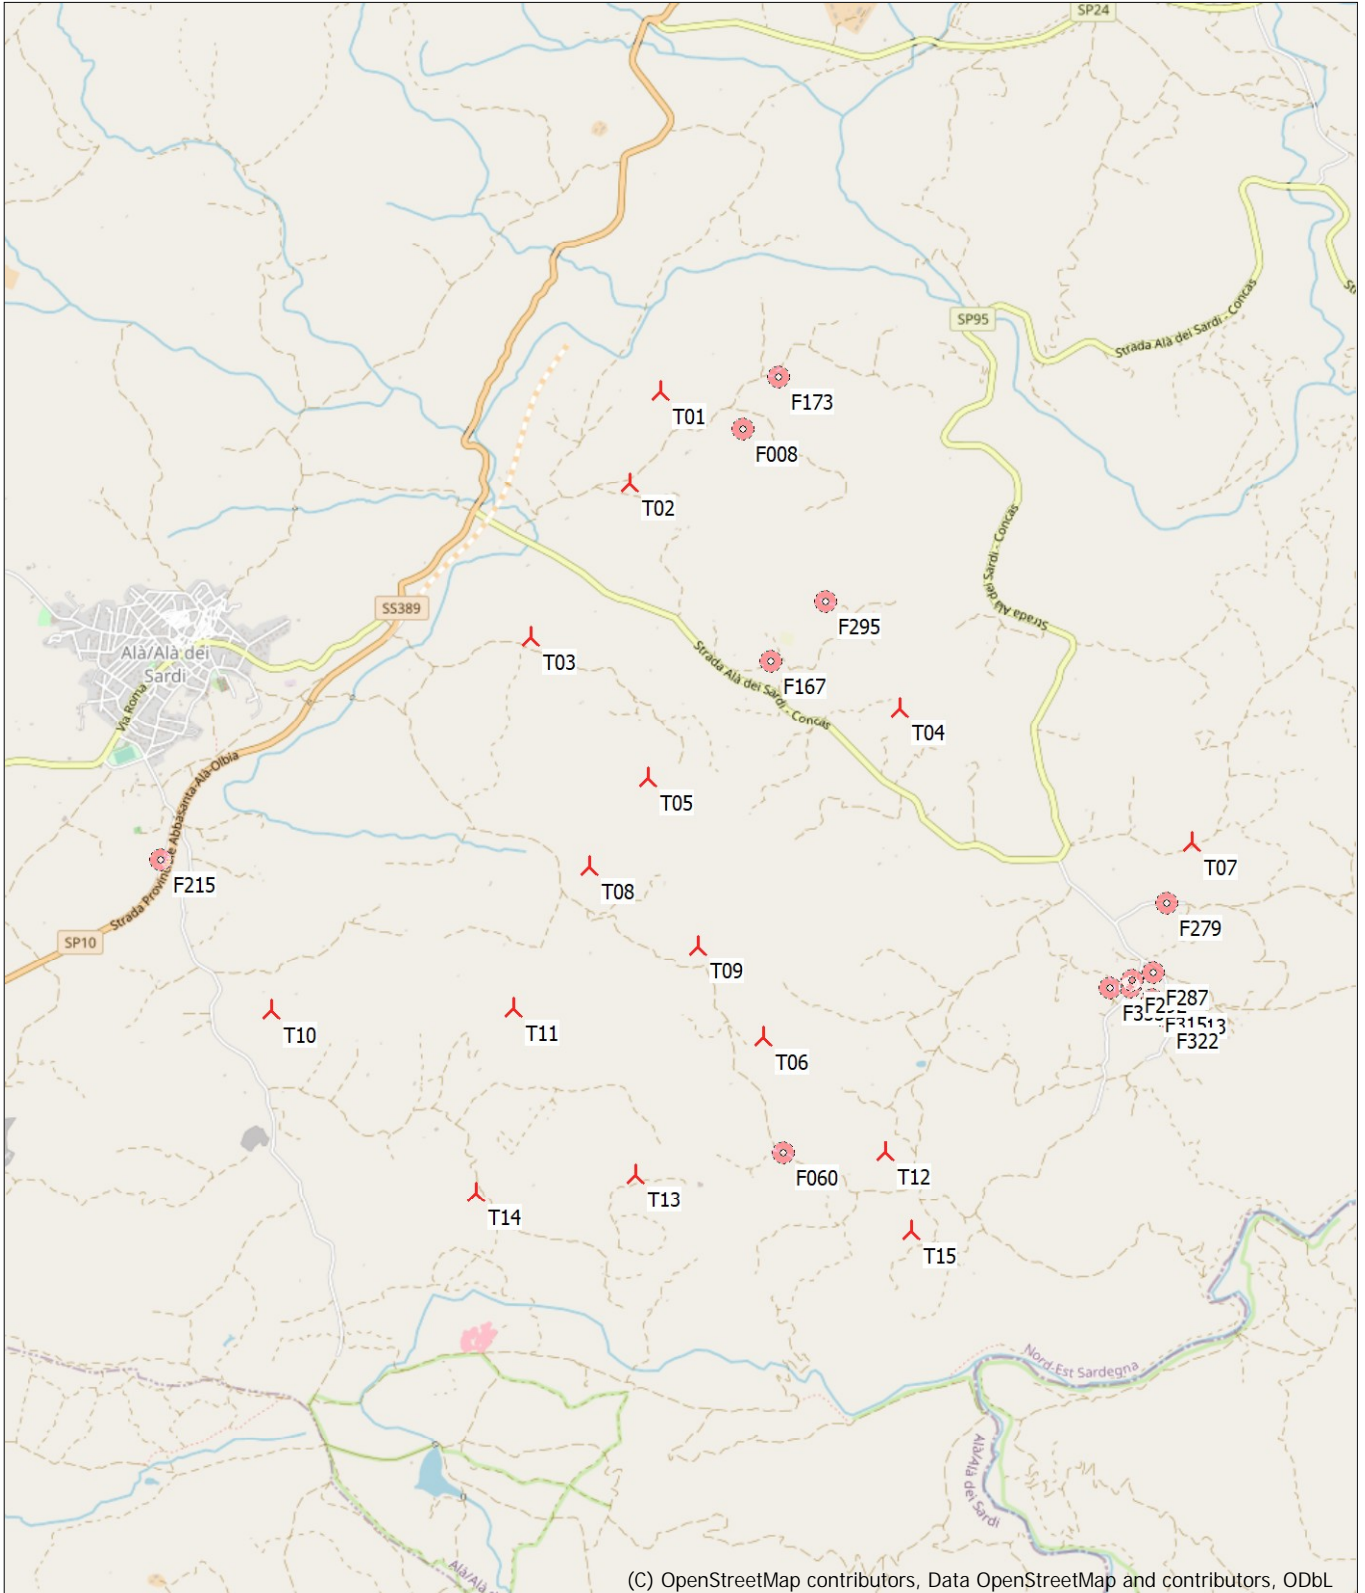 SP24
Strada Alà dei Sardi - Concas
SP95
F173
T01
F008
T02
Strada Alà dei Sardi - Concas
SS389
F295
Alà/Alà dei
Sardi
T03
Strada Alà dei Sardi - Concas
F167
Via Roma
T04
T05
Strada Provinciale Abbasanta-Alà-Olbia
T07
F215
T08
F279
SP10
T09
F287
F315
F322
T10
T11
T06
F060
T12
T13
T14
T15
Nord-Est Sardegna
Alà/Alà dei Sardi
Alà/Alà
(C) OpenStreetMap contributors, Data OpenStreetMap and contributors, ODbL